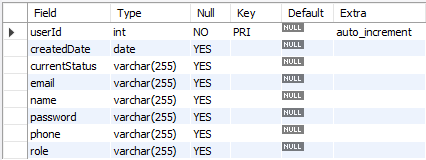 Field Type Null Key Default Extra
userId int NO PRI NULL auto_increment
createdDate date YES NULL
currentStatus varchar(255) YES NULL
email varchar(255) YES NULL
name varchar(255) YES NULL
password varchar(255) YES NULL
phone varchar(255) YES NULL
role varchar(255) YES NULL